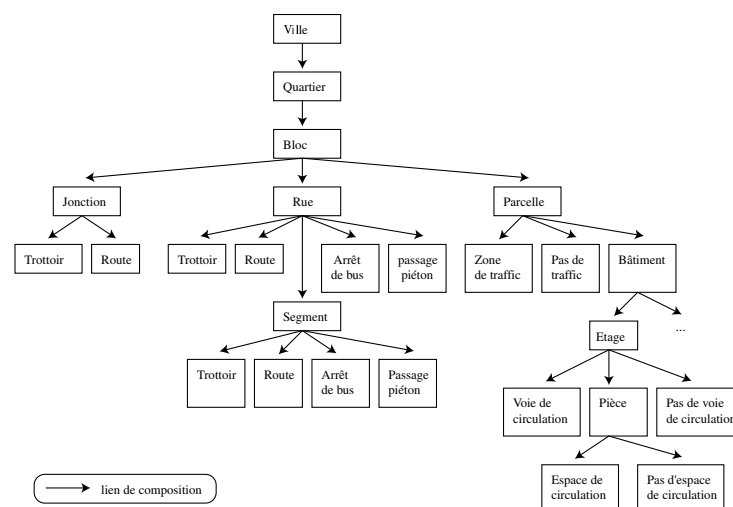 Ville
Quartier
Bloc
Jonction
Rue
Parcelle
Trottoir
Route
Trottoir
Route
Arrêt
de bus
passage
piéton
Zone
de traffic
Pas de
traffic
Bâtiment
Segment
...
Etage
Trottoir
Route
Arrêt
de bus
Passage
piéton
Voie de
circulation
Pièce
Pas de voie
de circulation
Espace de
circulation
Pas d'espace
de circulation
lien de composition